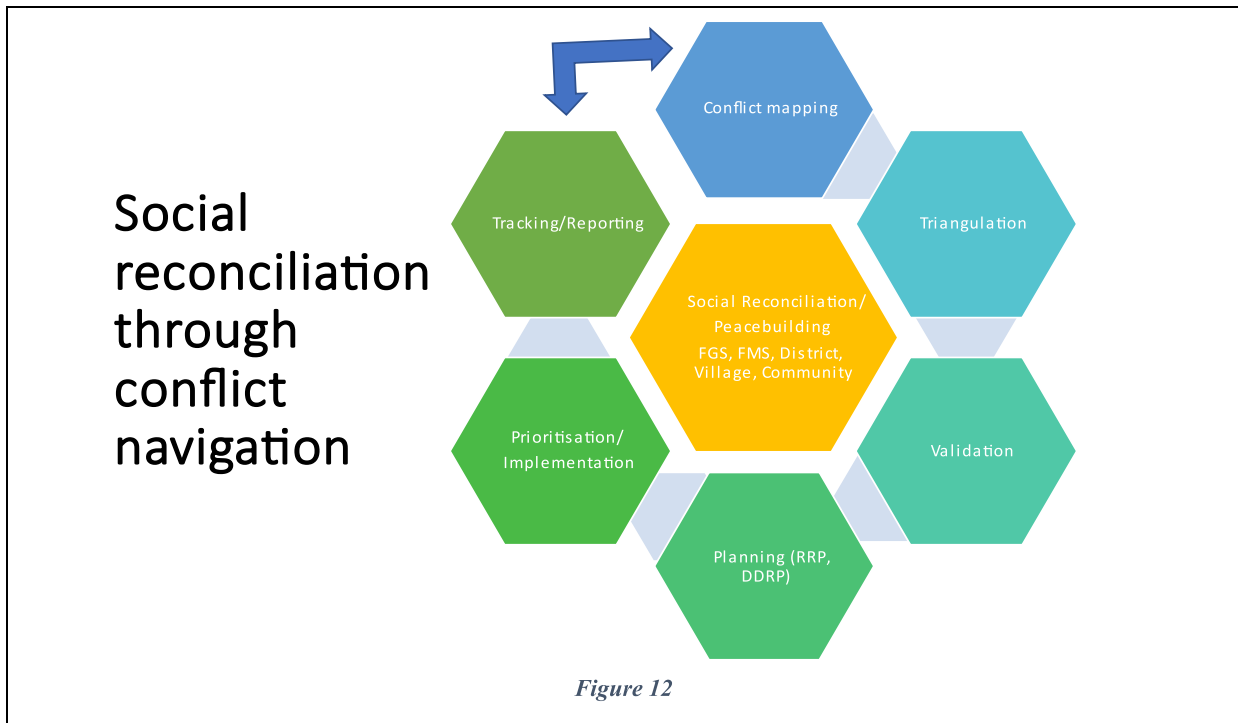 Social
reconciliation
through
conflict
navigation
Conflict mapping
Triangulation
Validation
Planning (RRP,
DDRP)
Prioritisation/
Implementation
Tracking/Reporting
Social Reconciliation/
Peacebuilding
FGS, FMS, District,
Village, Community
Figure 12